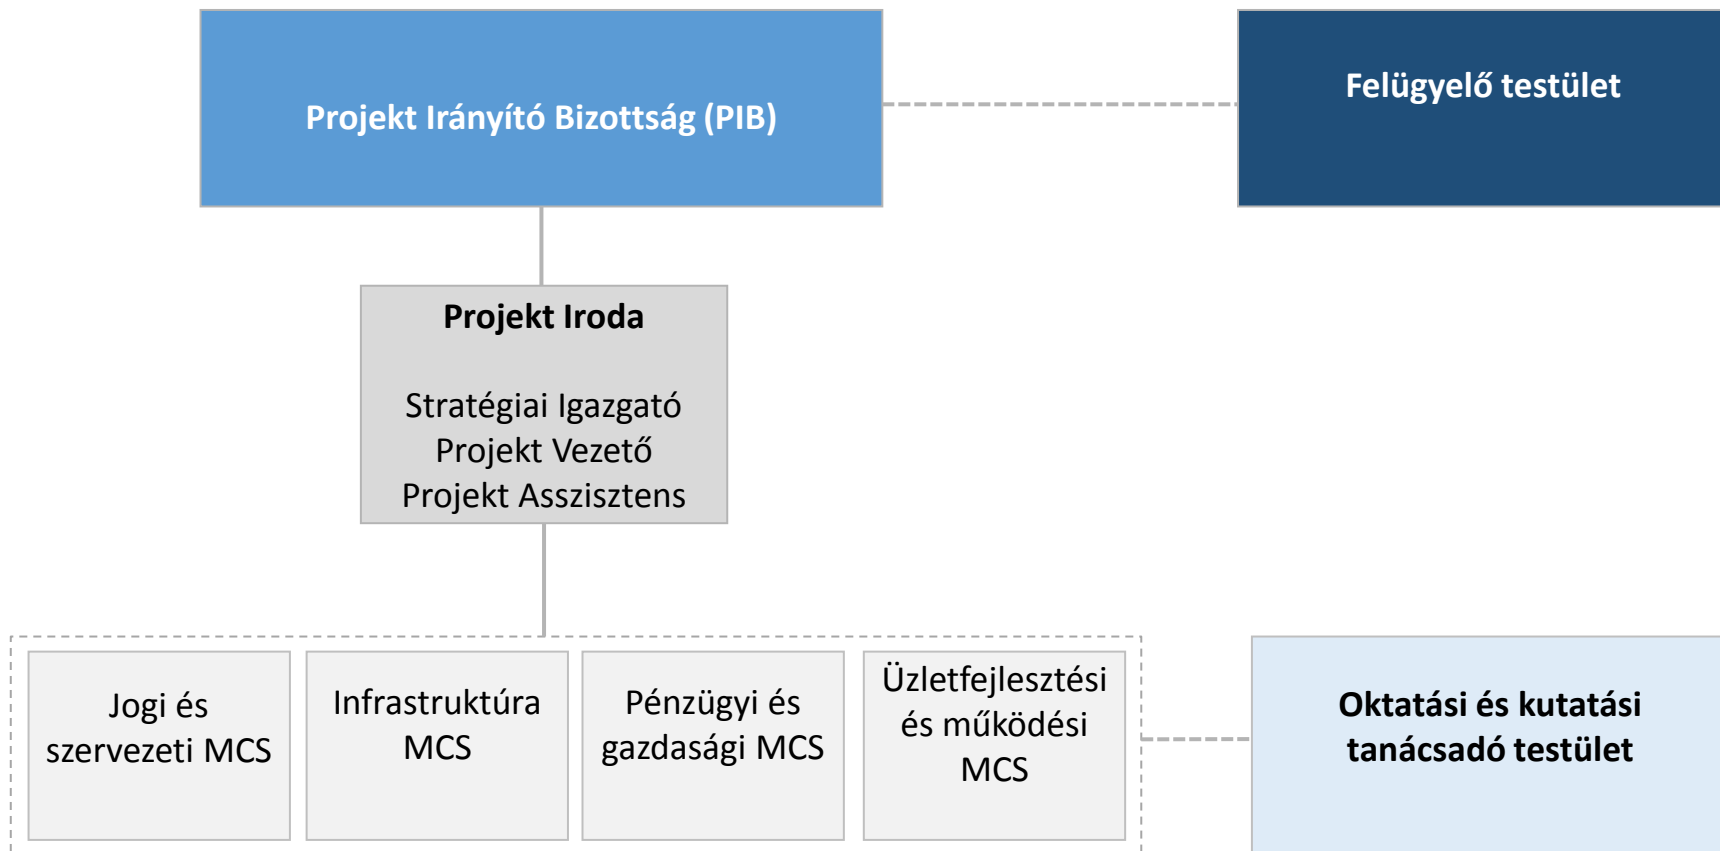 Projekt Irányító Bizottság (PIB)
Felügyelő testület
Projekt Iroda
Stratégiai Igazgató
Projekt Vezető
Projekt Asszisztens
Jogi és
szervezeti MCS
Infrastruktúra
MCS
Pénzügyi és
gazdasági MCS
Üzletfejlesztési
és működési
MCS
Oktatási és kutatási
tanácsadó testület